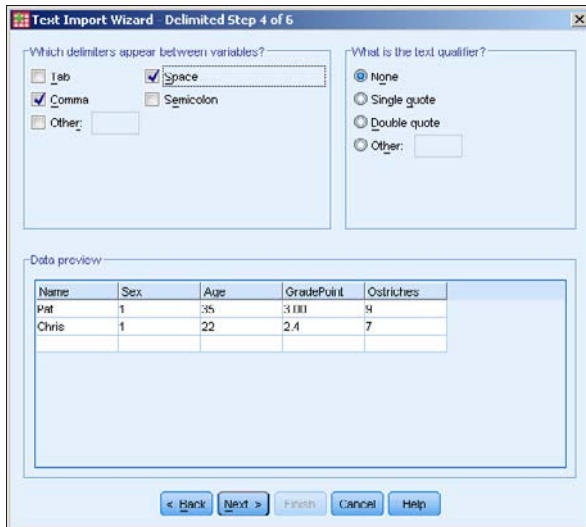 Text Import Wizard - Delimited Step 4 of 6
Which delimiters appear between variables?
Tab
Space
Comma
Semicolon
Other:
What is the text qualifier?
None
Single quote
Double quote
Other:
Data preview
Name Sex Age GradePoint Ostriches
Pat 1 35 3.00 9
Chris 1 22 2.4 7
< Back Next > Finish Cancel Help